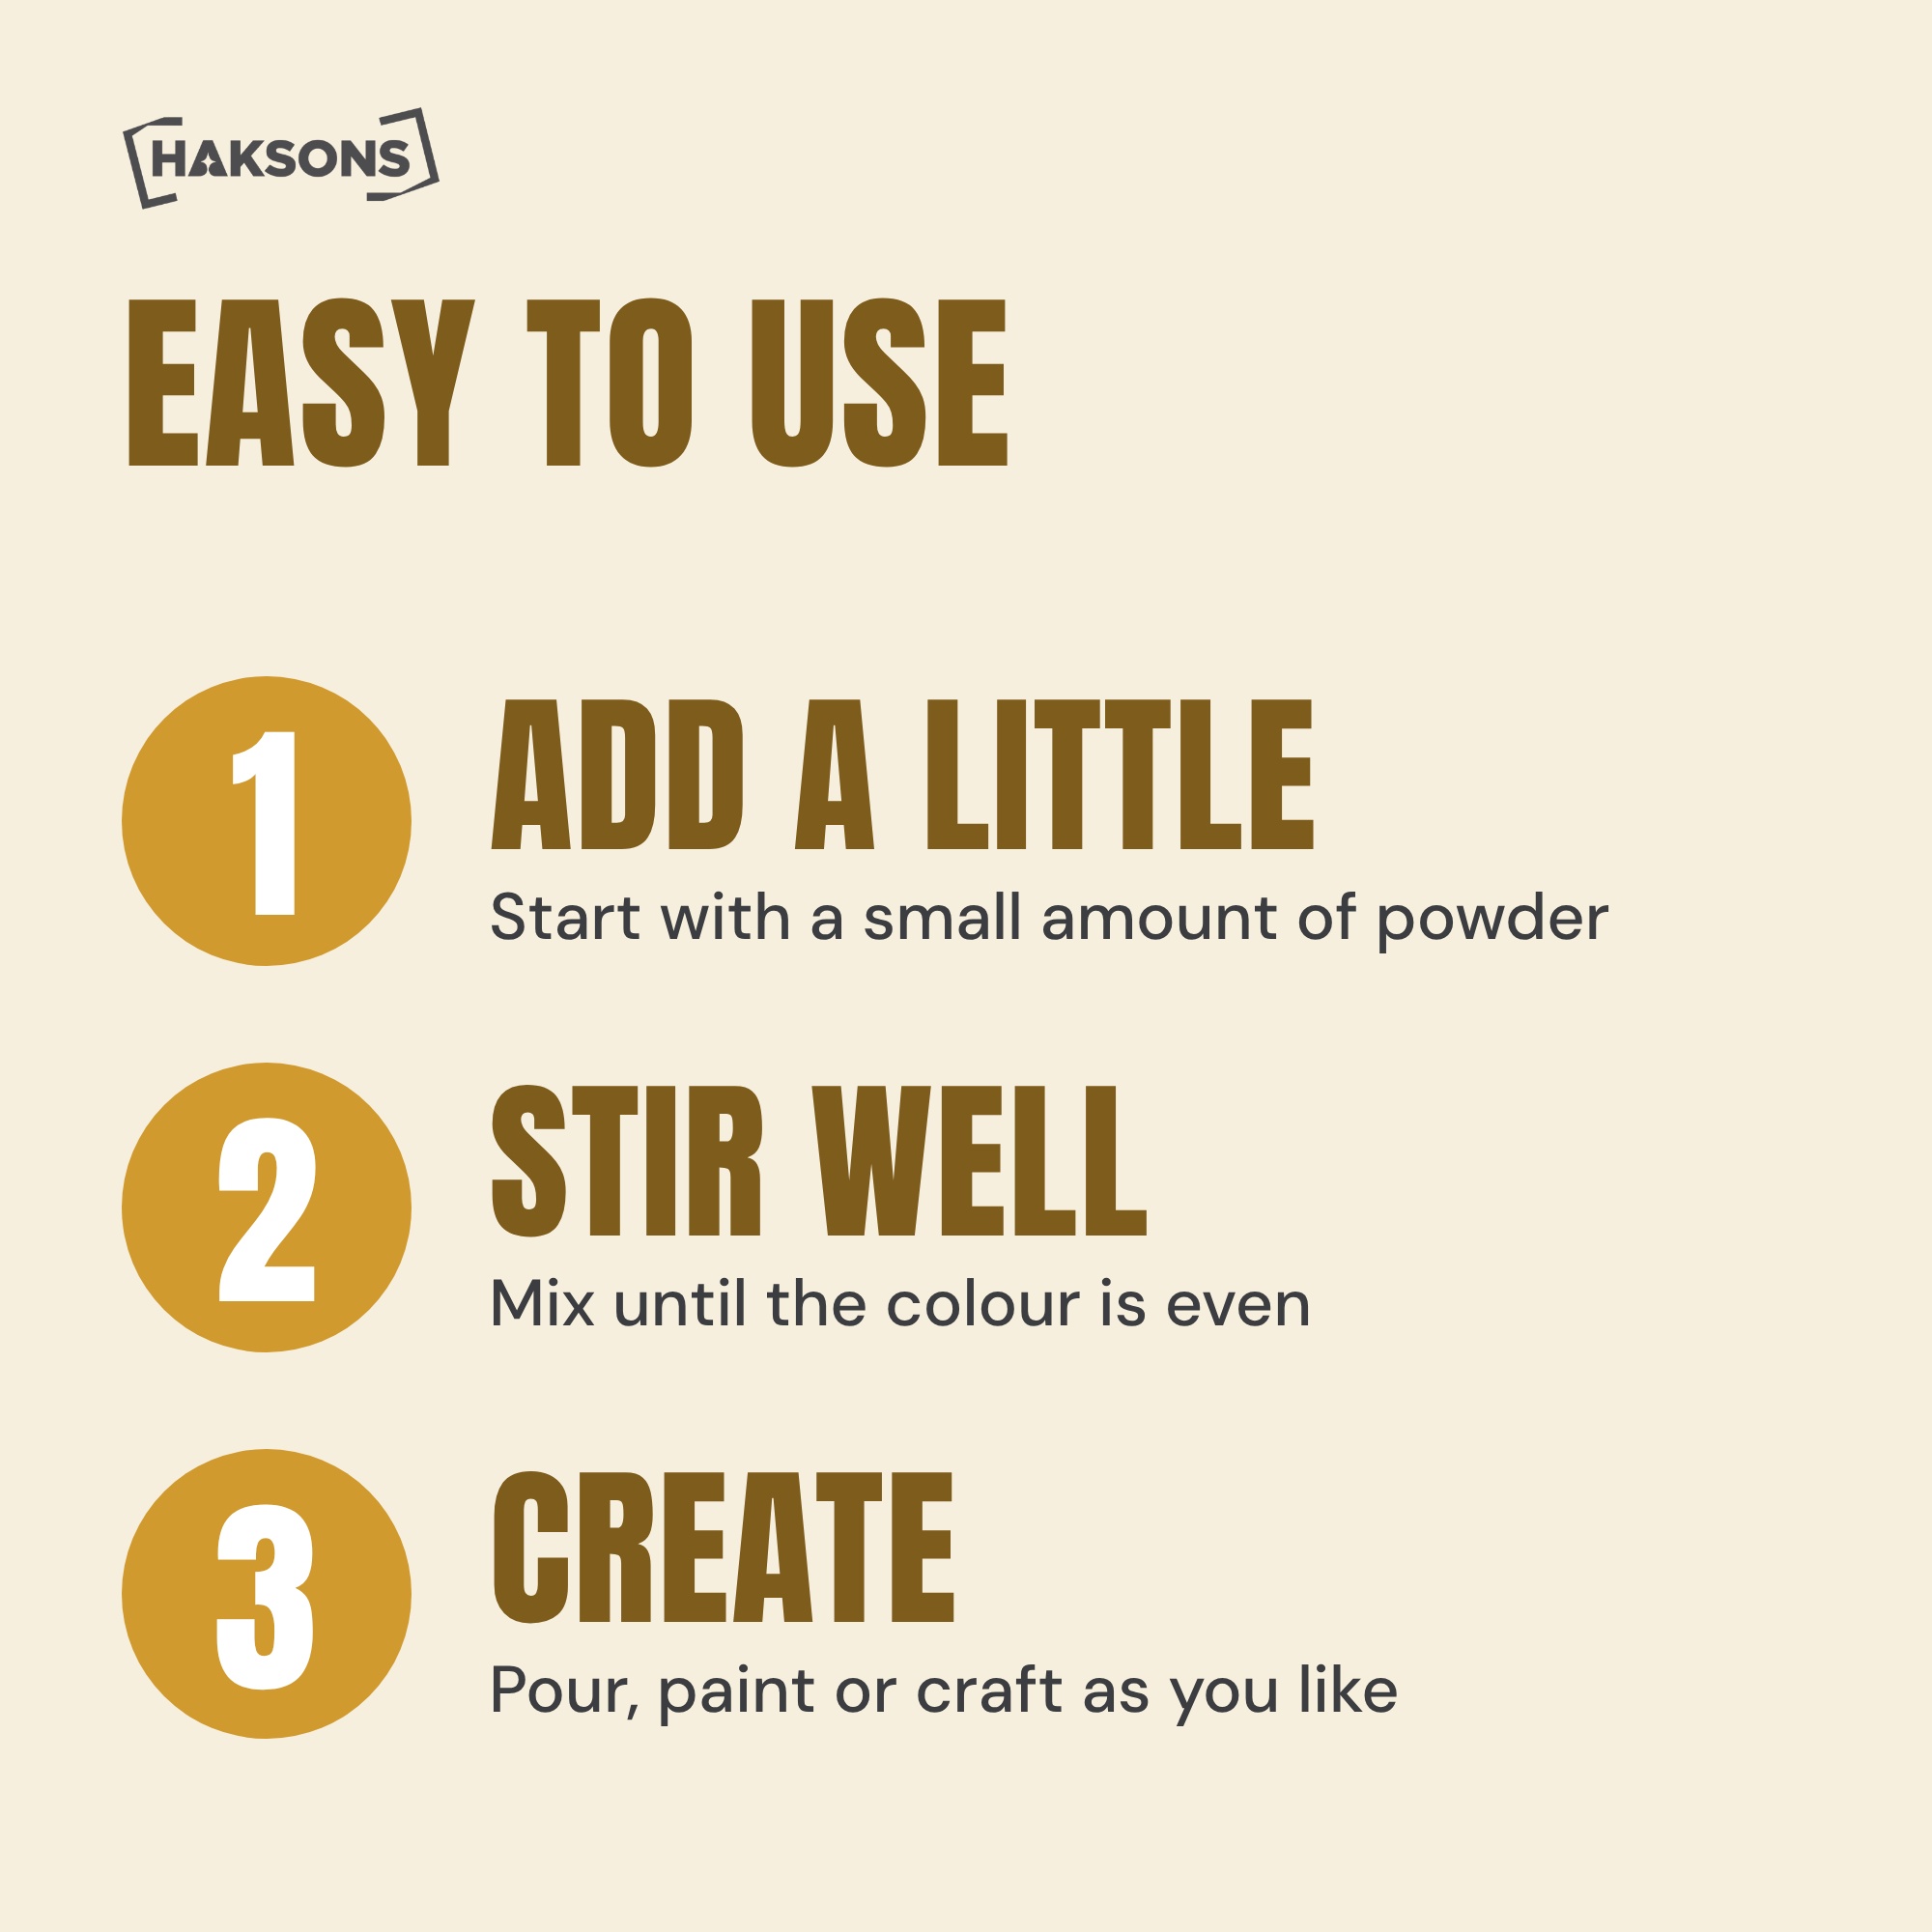 HAKSONS
EASY TO USE
1
ADD A LITTLE
Start with a small amount of powder
2
STIR WELL
Mix until the colour is even
3
CREATE
Pour, paint or craft as you like